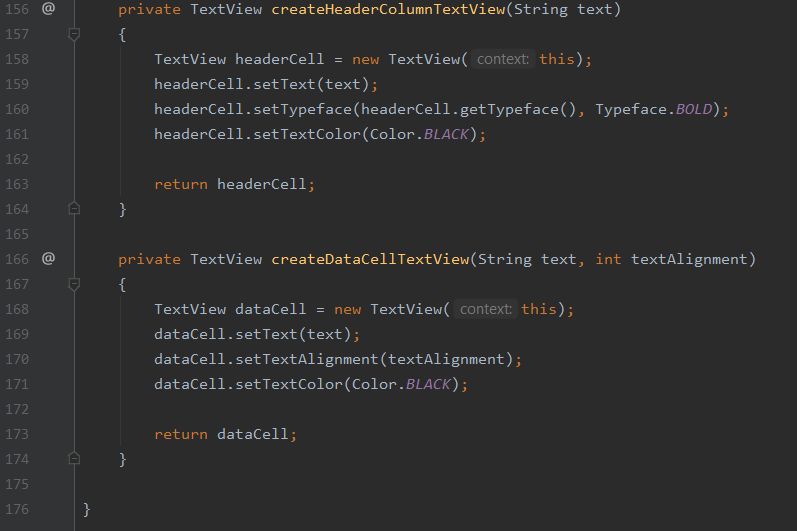 156 @ private TextView createHeaderColumnTextView(String text)
157 {
158 TextView headerCell = new TextView( context: this);
159 headerCell.setText(text);
160 headerCell.setTypeface(headerCell.getTypeface(), Typeface.BOLD);
161 headerCell.setTextColor(Color.BLACK);
162
163 return headerCell;
164 }
165
166 @ private TextView createDataCellTextView(String text, int textAlignment)
167 {
168 TextView dataCell = new TextView( context: this);
169 dataCell.setText(text);
170 dataCell.setTextAlignment(textAlignment);
171 dataCell.setTextColor(Color.BLACK);
172
173 return dataCell;
174 }
175
176 }